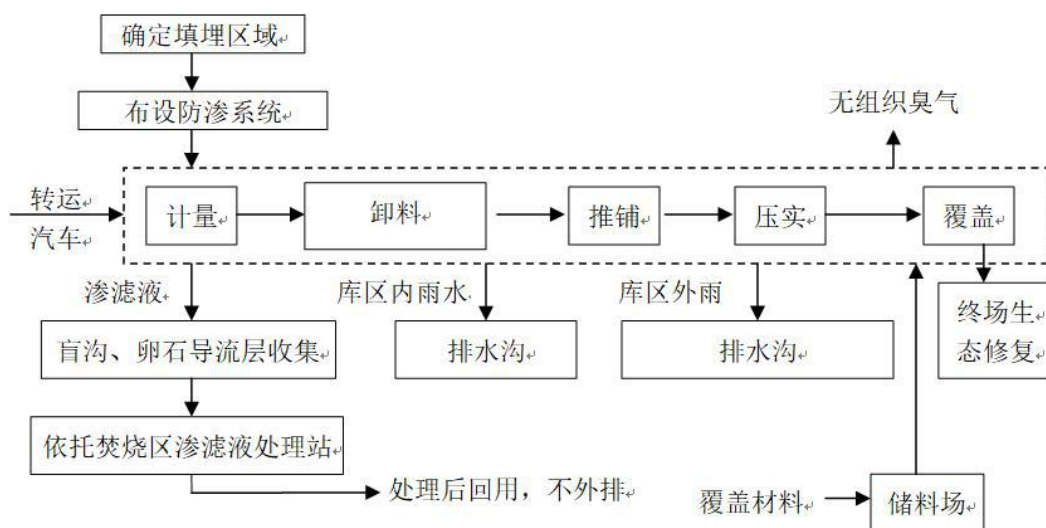 确定填埋区域
布设防渗系统
无组织臭气
转运
汽车
计量
卸料
推铺
压实
覆盖
渗滤液
库区内雨水
库区外雨
终场生
态修复
盲沟、卵石导流层收集
排水沟
排水沟
依托焚烧区渗滤液处理站
处理后回用，不外排
覆盖材料
储料场